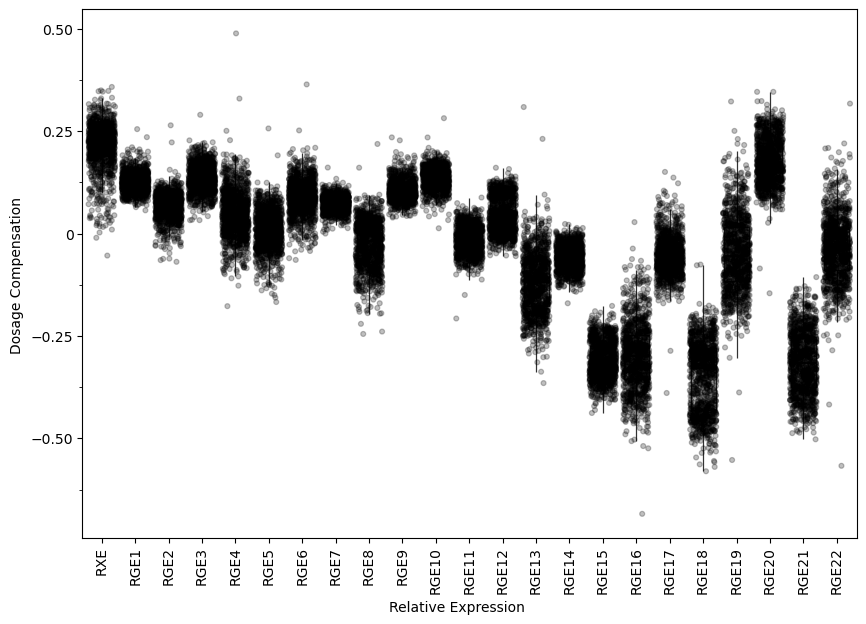 0.50
0.25
0
−0.25
−0.50
Dosage Compensation
RXE
RGE1
RGE2
RGE3
RGE4
RGE5
RGE6
RGE7
RGE8
RGE9
RGE10
RGE11
RGE12
RGE13
RGE14
RGE15
RGE16
RGE17
RGE18
RGE19
RGE20
RGE21
RGE22
Relative Expression